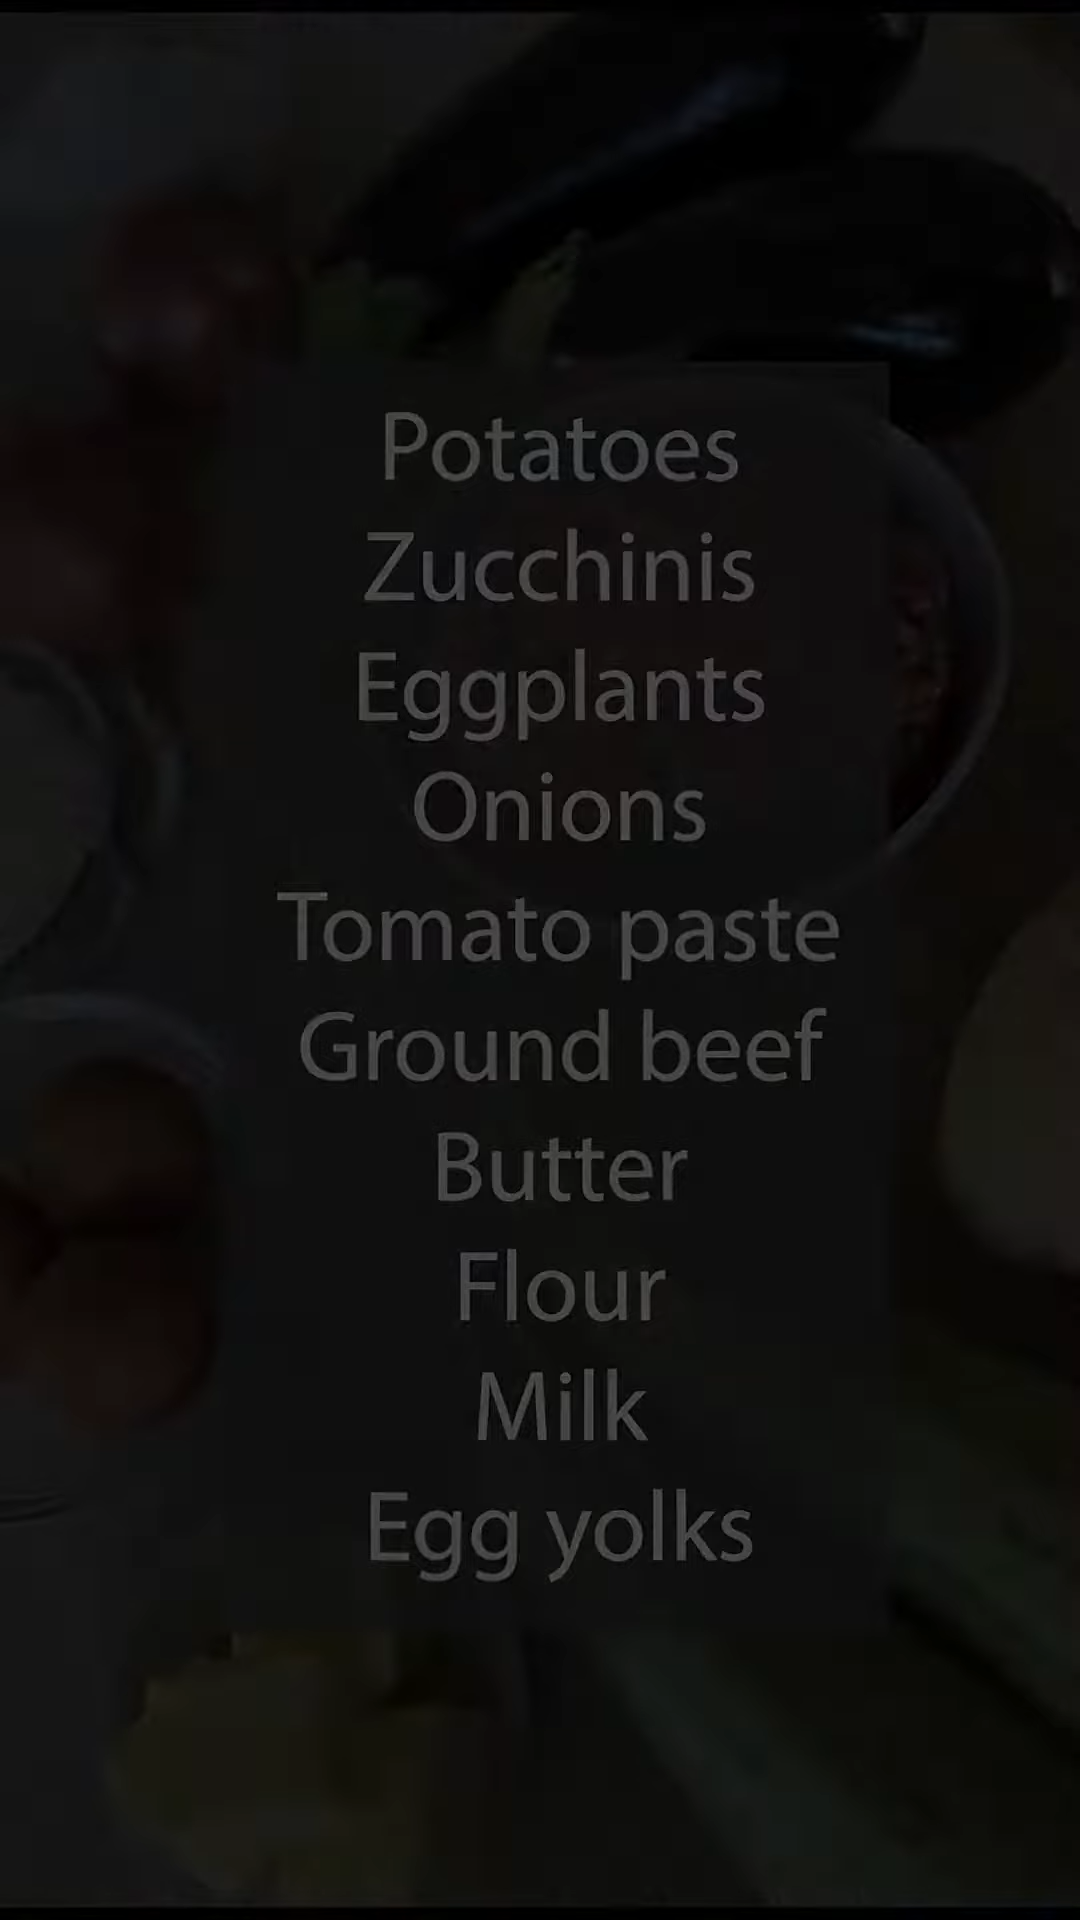 Potatoes
Zucchinis
Eggplants
Onions
Tomato paste
Ground beef
Butter
Flour
Milk
Egg yolks